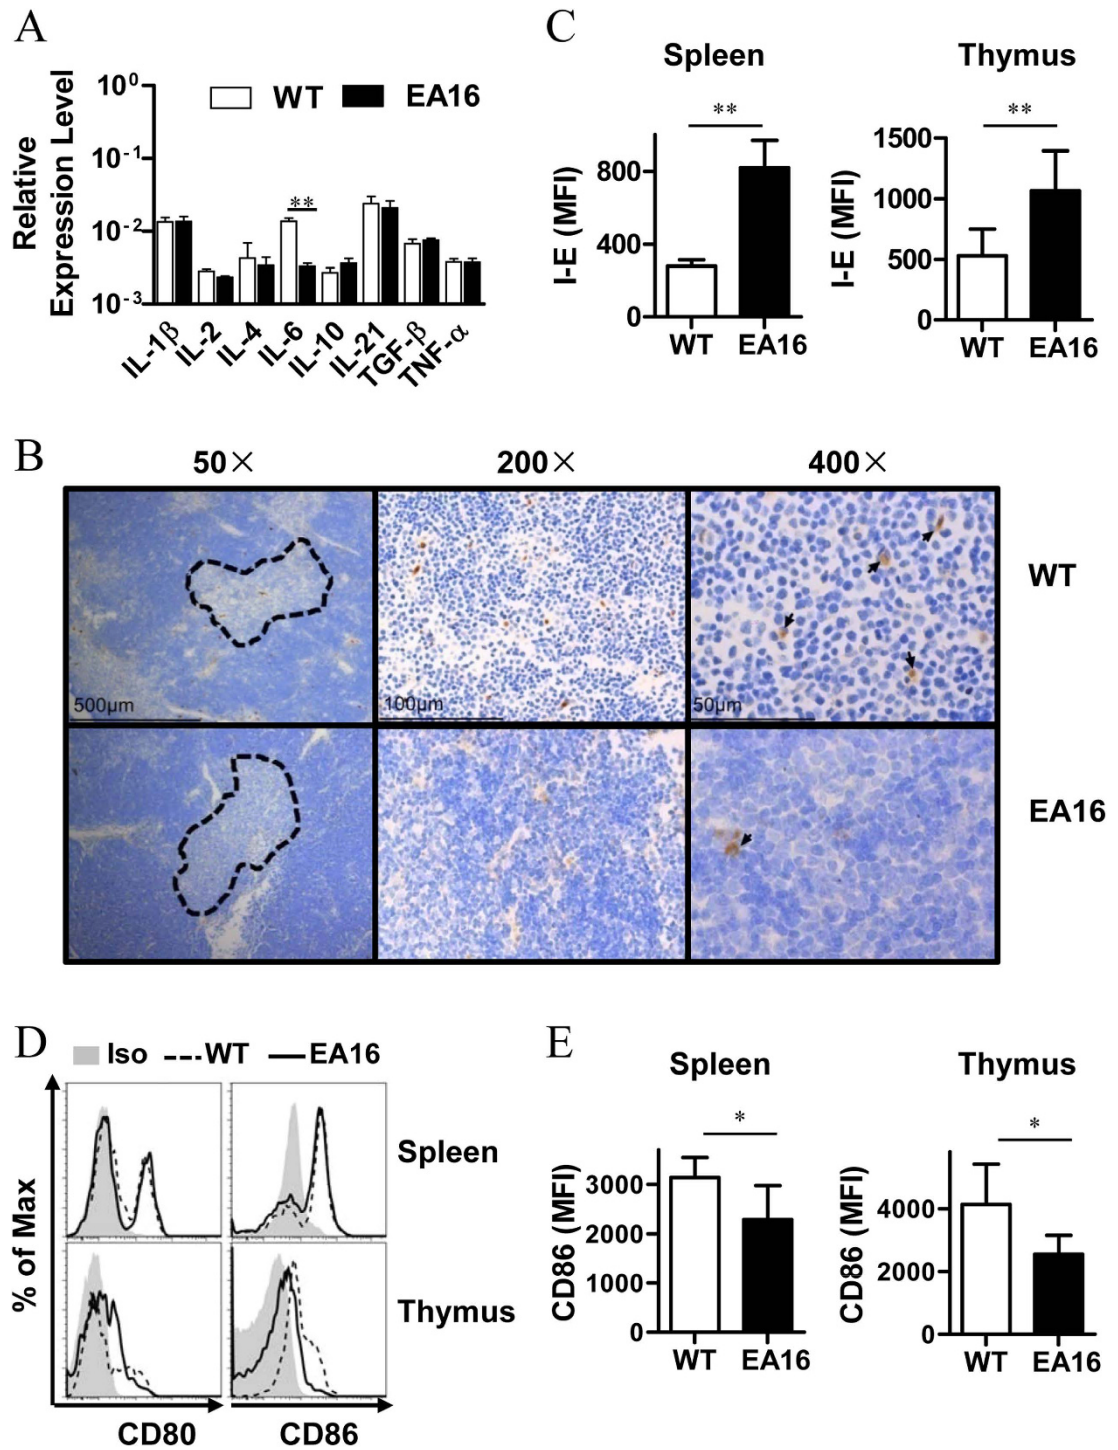 A
Relative
Expression Level
10⁰
10⁻¹
10⁻²
10⁻³
WT
EA16
**
IL-1β
IL-2
IL-4
IL-6
IL-10
IL-21
TGF-β
TNF-α
C
Spleen
**
I-E (MFI)
800
400
0
WT
EA16
Thymus
**
I-E (MFI)
1500
1000
500
0
WT
EA16
B
50×
200×
400×
WT
500µm
100µm
50µm
EA16
D
Iso
WT
EA16
% of Max
Spleen
Thymus
CD80
CD86
E
Spleen
*
CD86 (MFI)
3000
2000
1000
0
WT
EA16
Thymus
*
CD86 (MFI)
4000
2000
0
WT
EA16